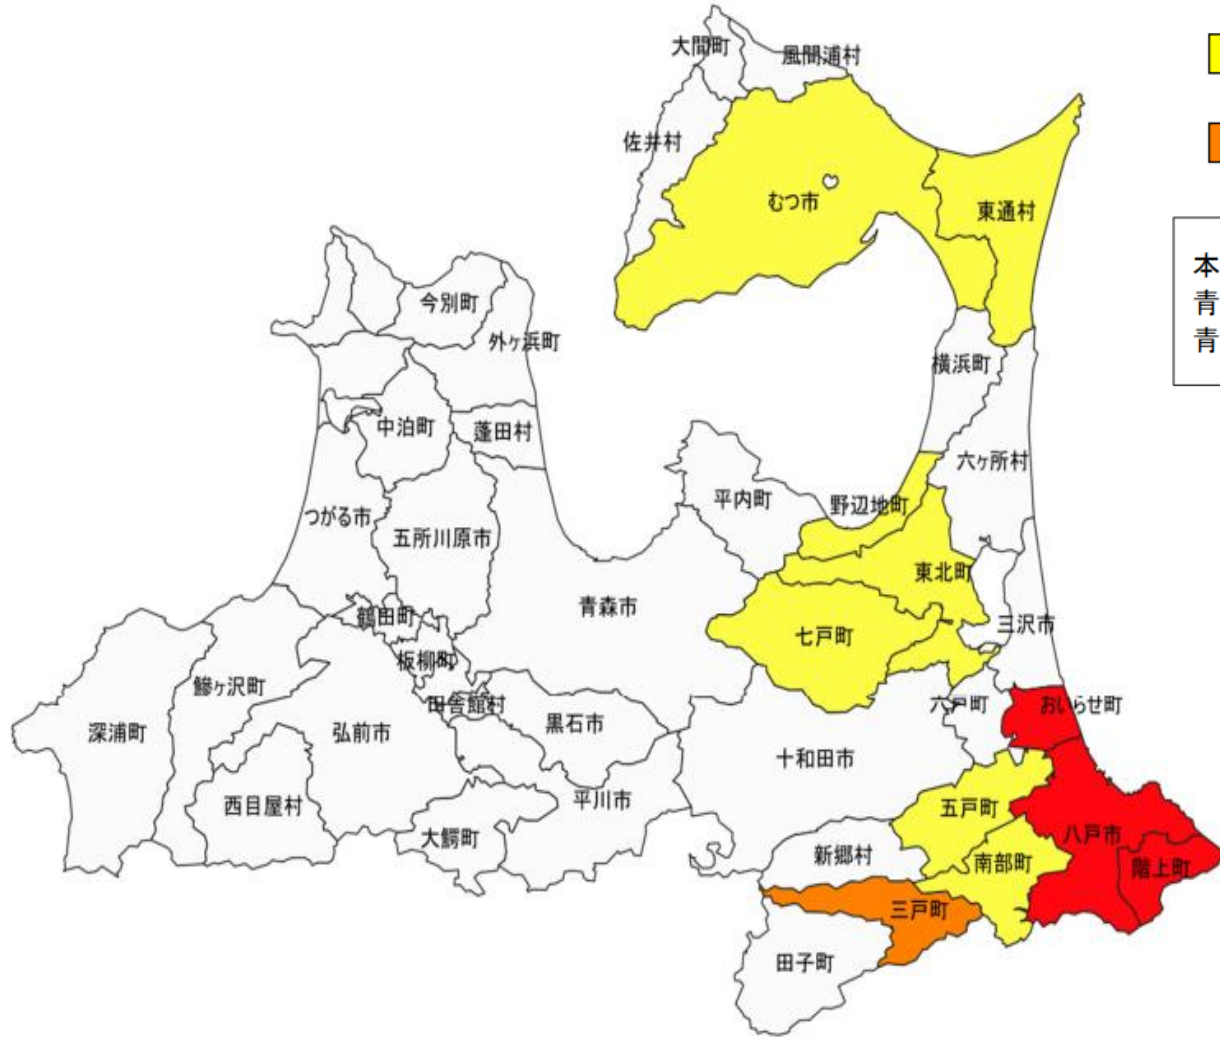 大間町
風間浦村
佐井村
むつ市
東通村
本
青
青
今別町
外ヶ浜町
横浜町
中泊町
蓬田村
六ヶ所村
平内町
野辺地町
つがる市
五所川原市
東北町
青森市
鶴田町
七戸町
三沢市
板柳町
鰺ヶ沢町
田舎館村
六戸町
おいらせ町
深浦町
弘前市
黒石市
十和田市
西目屋村
平川市
五戸町
大鰐町
八戸市
新郷村
南部町
階上町
三戸町
田子町